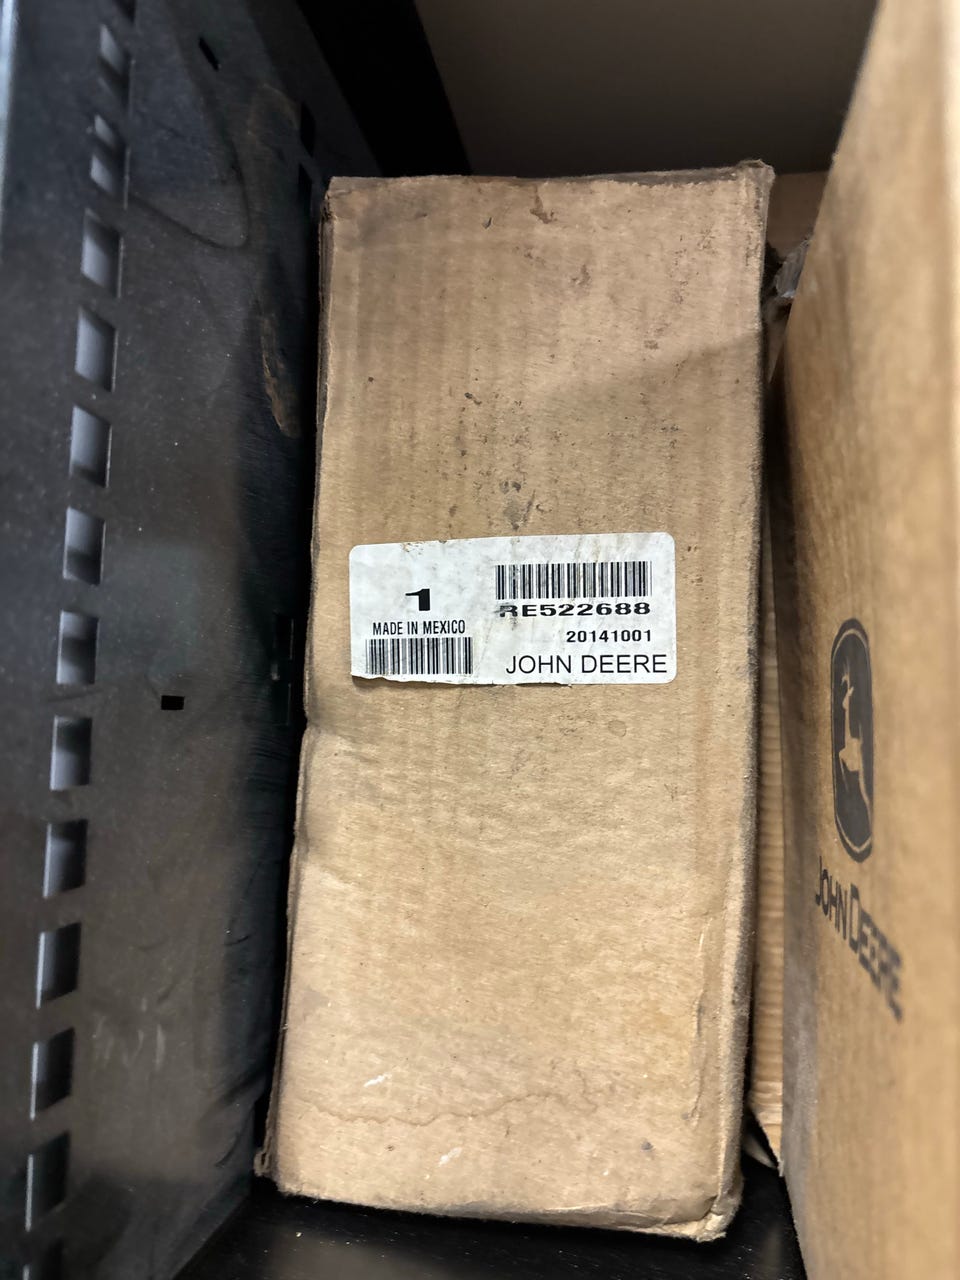 1
MADE IN MEXICO
RE522688
20141001
JOHN DEERE
JOHN DEERE